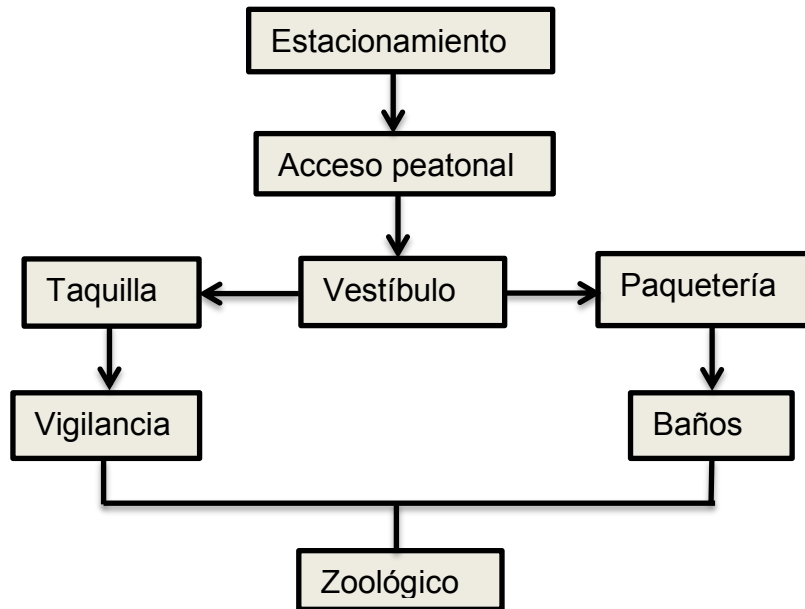 Estacionamiento
Acceso peatonal
Taquilla
Vestíbulo
Paquetería
Vigilancia
Baños
Zoológico